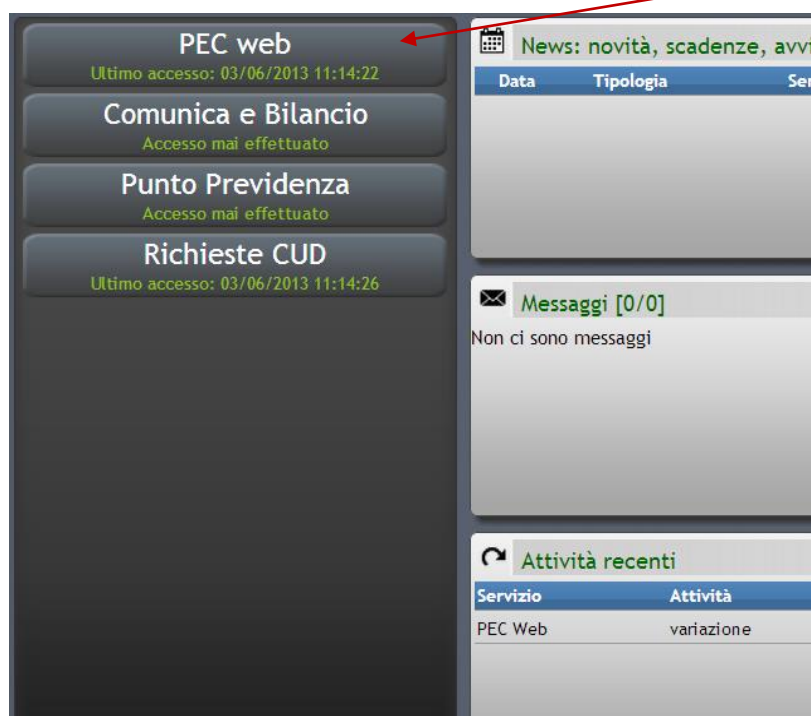 PEC web
Ultimo accesso: 03/06/2013 11:14:22
Comunica e Bilancio
Accesso mai effettuato
Punto Previdenza
Accesso mai effettuato
Richieste CUD
Ultimo accesso: 03/06/2013 11:14:26
News: novità, scadenze, avvi
Data Tipologia Ser
Messaggi [0/0]
Non ci sono messaggi
Attività recenti
Servizio Attività
PEC Web variazione